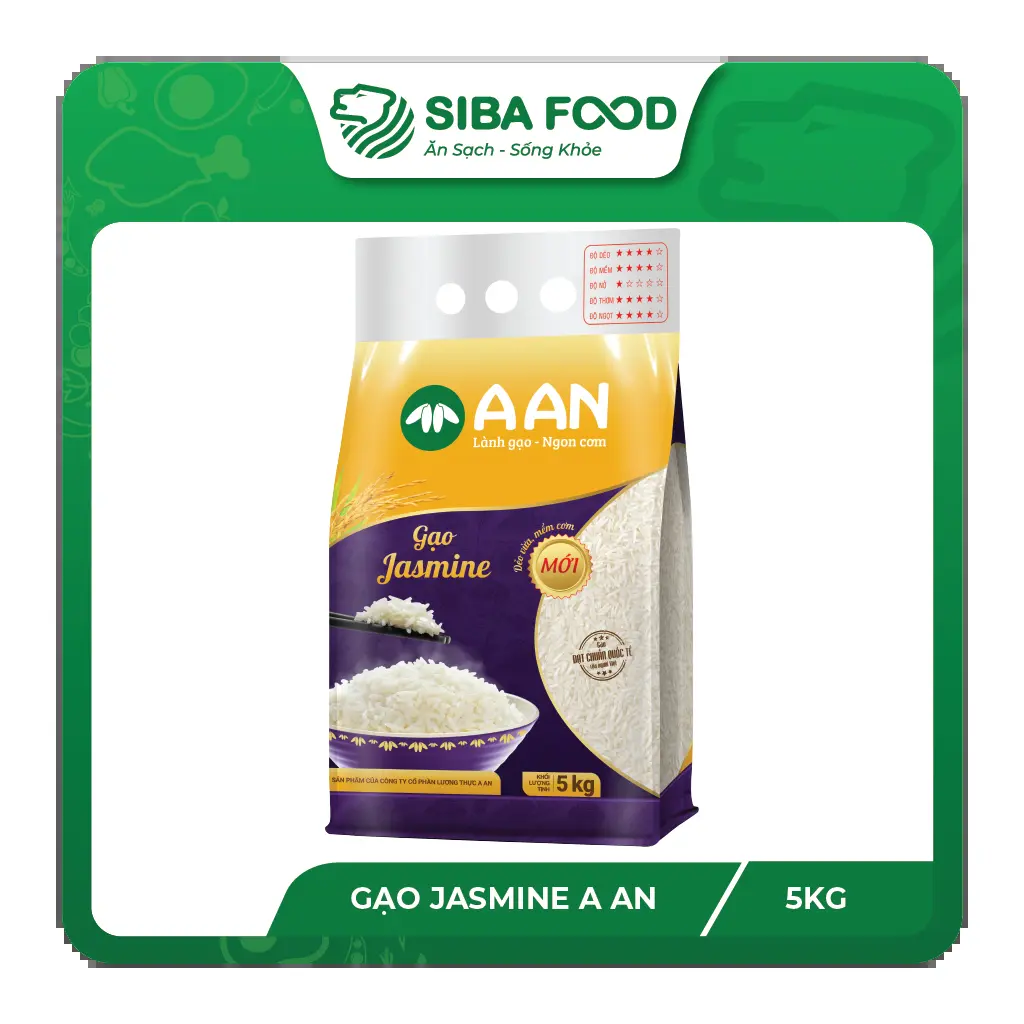 SIBA FOOD
Ăn Sạch - Sống Khỏe
ĐỘ DẺO ★★★★☆
ĐỘ MỀM ★★★★☆
ĐỘ NỞ ★☆☆☆☆
ĐỘ THƠM ★★★★☆
ĐỘ NGỌT ★★★★☆
A AN
Lành gạo - Ngon cơm
Gạo
Jasmine
Dẻo vừa, mềm cơm
MỚI
Gạo
ĐẠT CHUẨN QUỐC TẾ
SẢN PHẨM CỦA CÔNG TY CỔ PHẦN LƯƠNG THỰC A AN
KHỐI
LƯỢNG
TỊNH
5 kg
GẠO JASMINE A AN
5KG